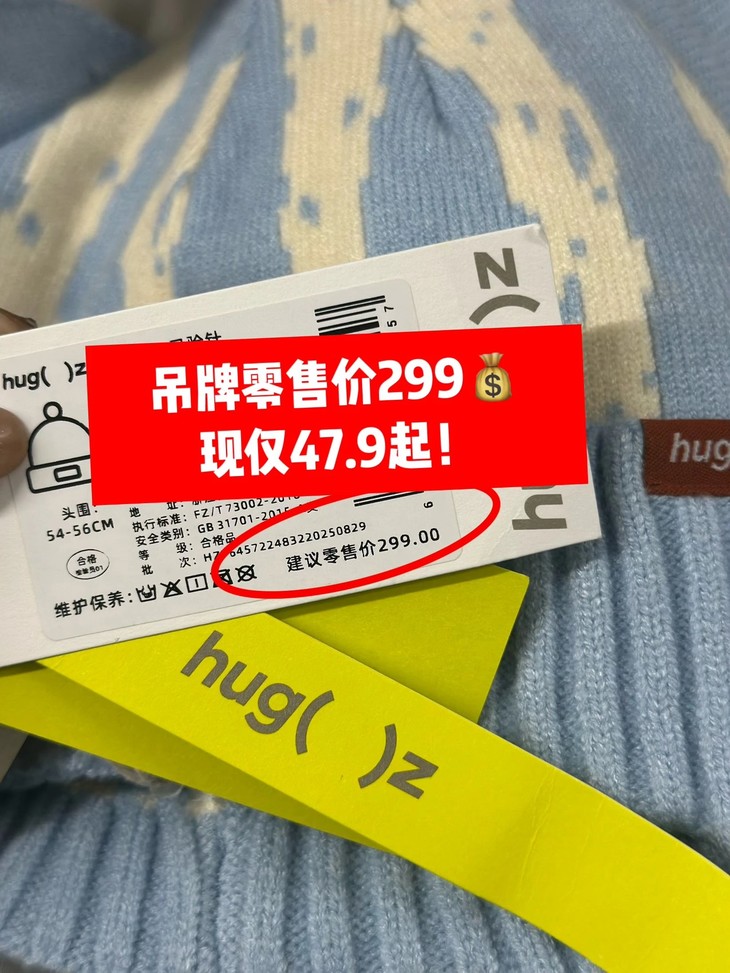 hug( )z
吊牌零售价299
现仅47.9起!
hug( )z
头围:
54-56CM
合格
执行标准: FZ/T 73002-2016
安全类别: GB 31701-2015
等 级: 合格品
建议零售价299.00
维护保养:
hug
hug( )z